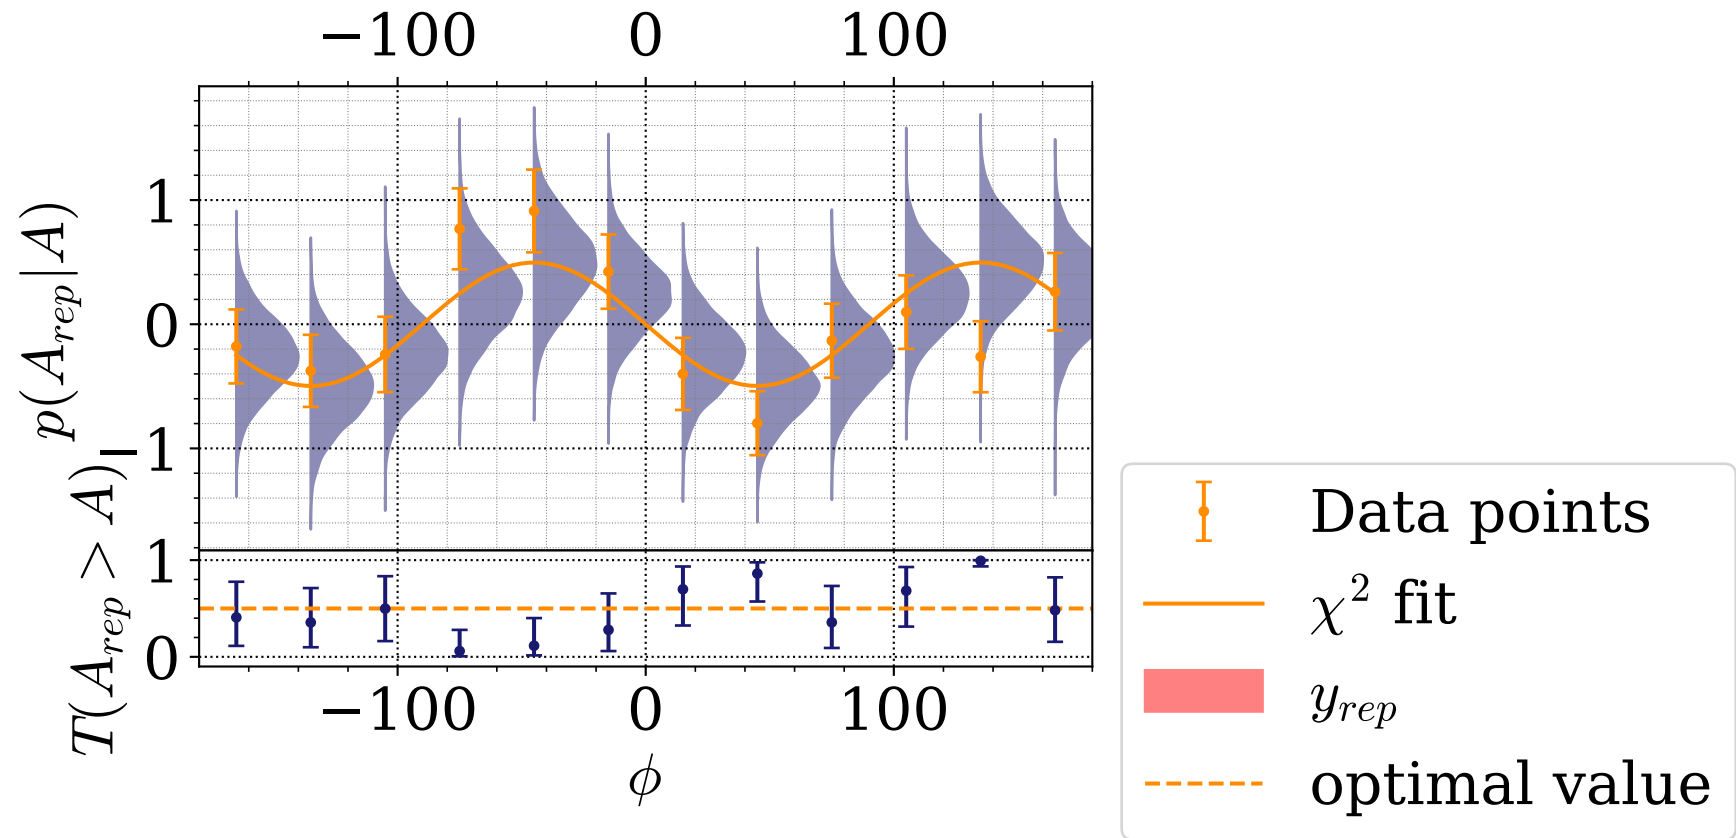 −100 0 100
p(A_rep|A)
1
0
−1
T(A_rep > A)
1
0
−100 0 100
ϕ
Data points
χ² fit
y_rep
optimal value